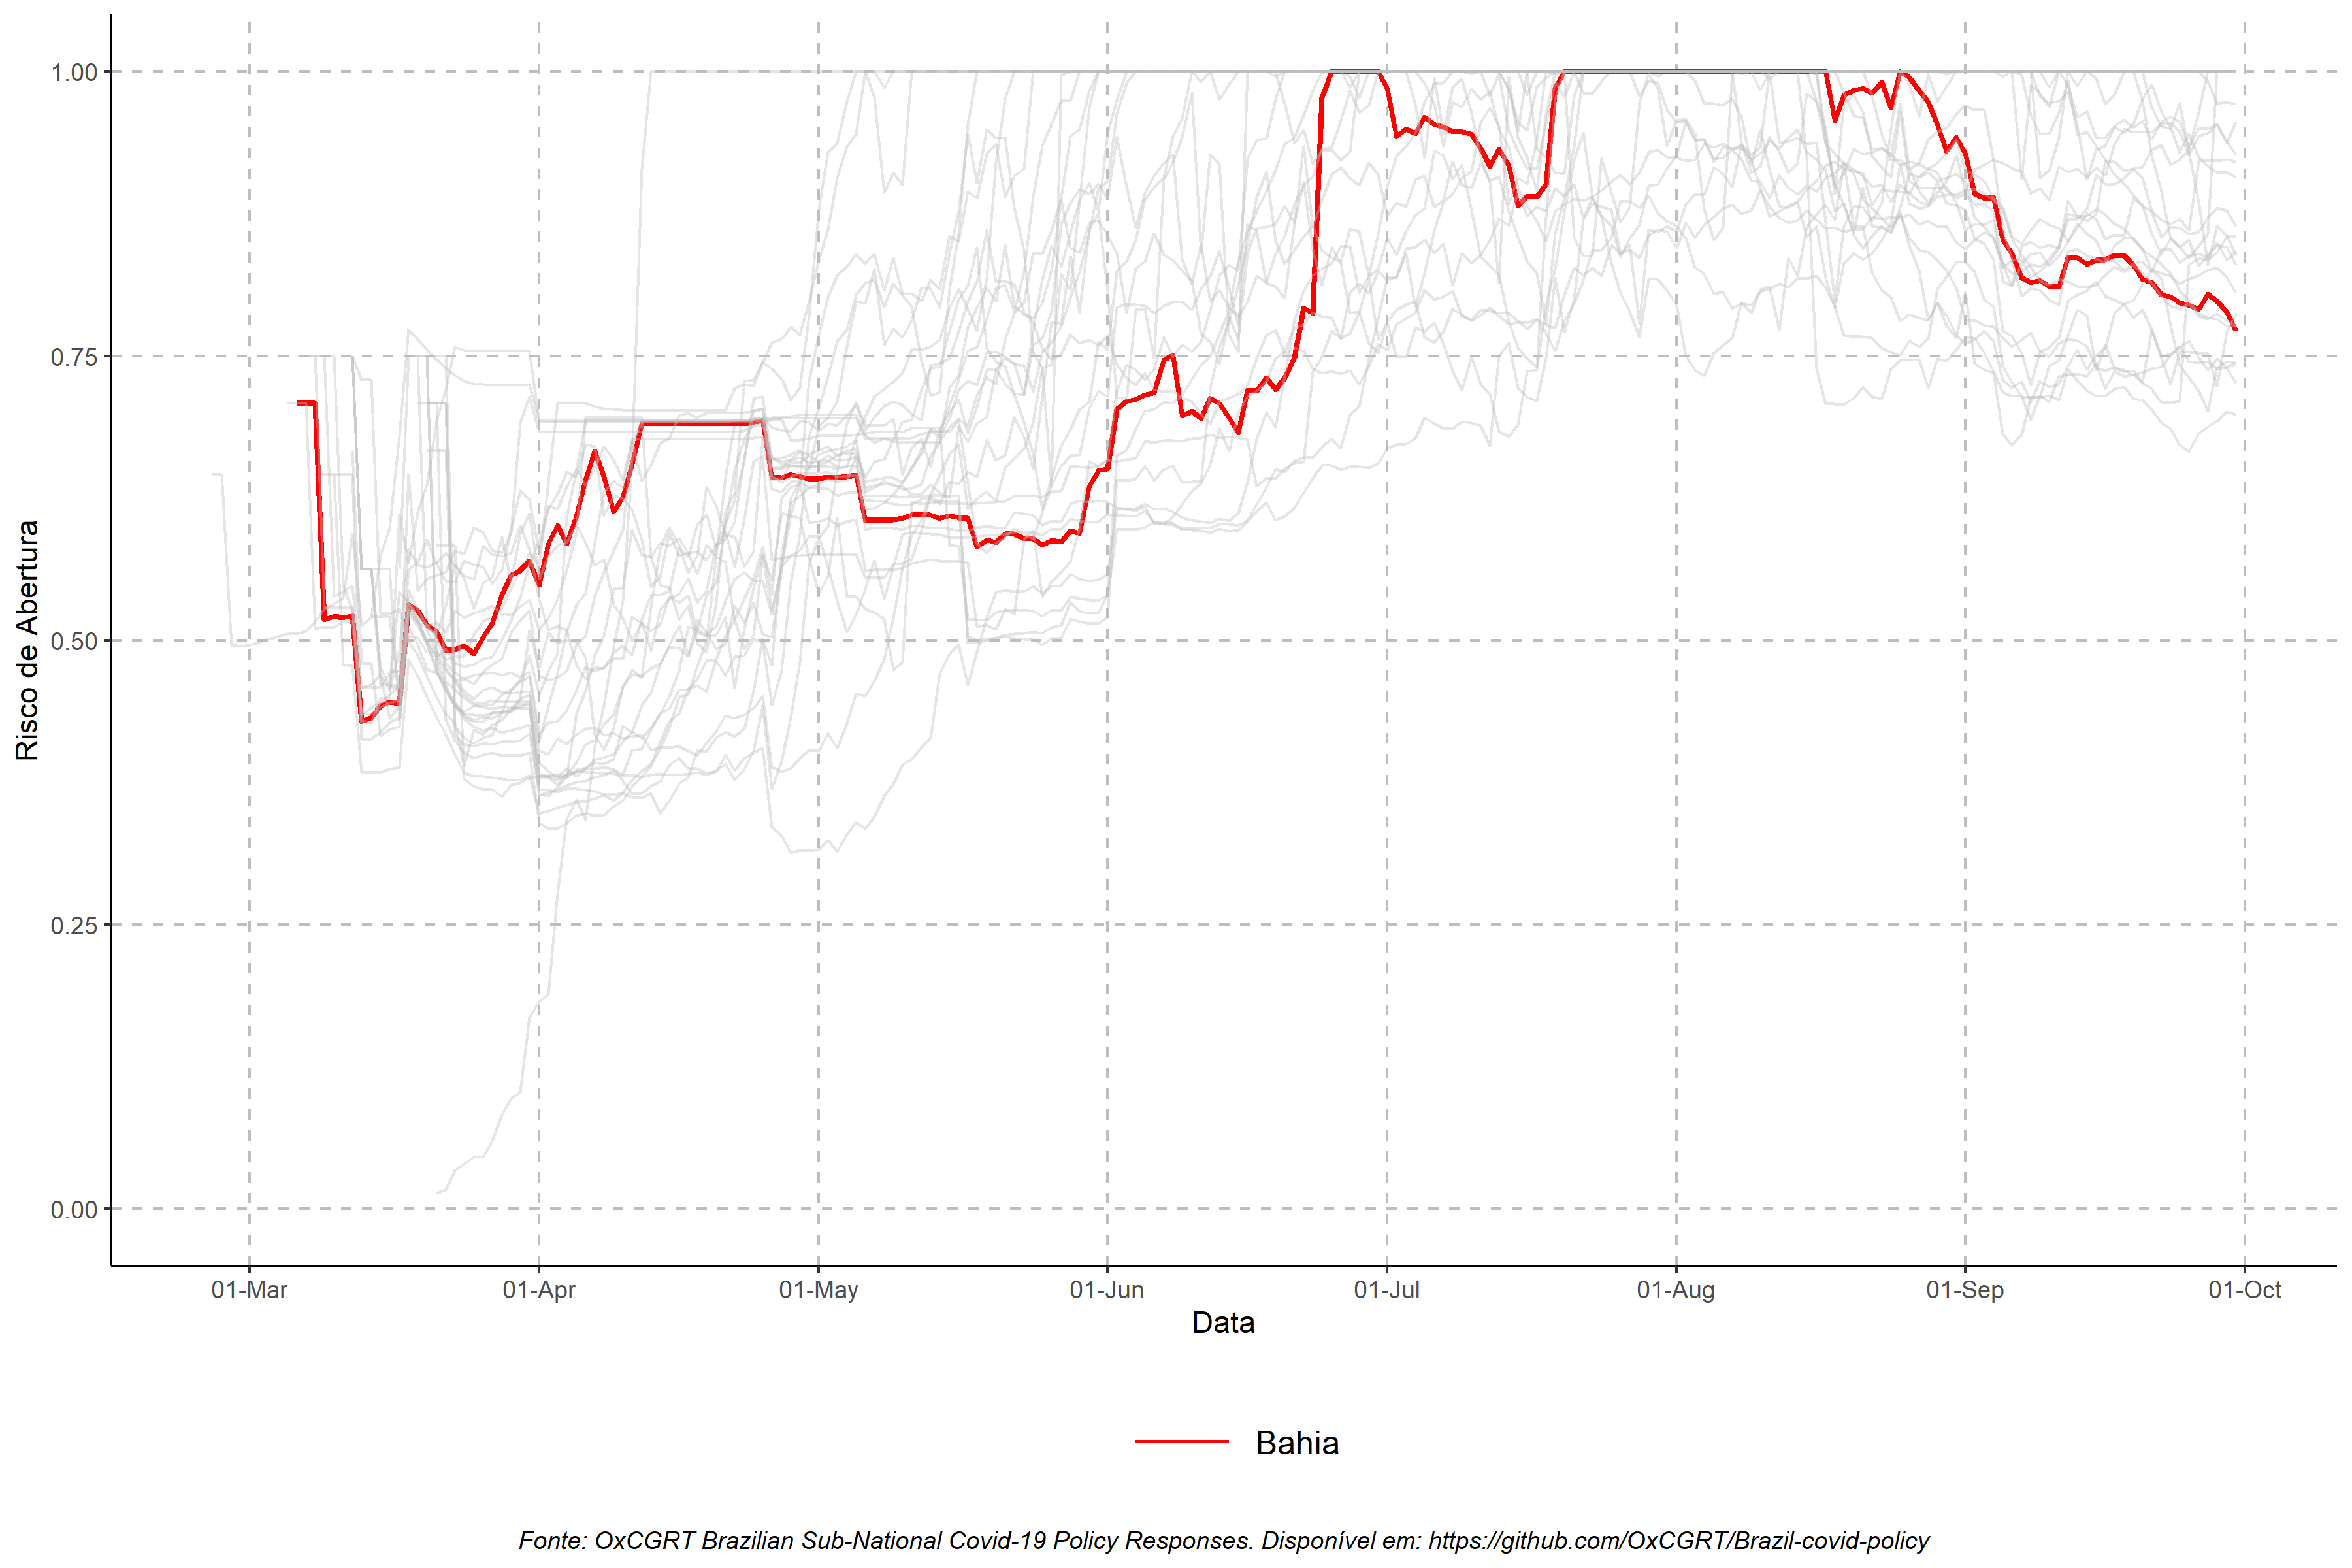 Risco de Abertura
1.00
0.75
0.50
0.25
0.00
01-Mar 01-Apr 01-May 01-Jun 01-Jul 01-Aug 01-Sep 01-Oct
Data
Bahia
Fonte: OxCGRT Brazilian Sub-National Covid-19 Policy Responses. Disponível em: https://github.com/OxCGRT/Brazil-covid-policy